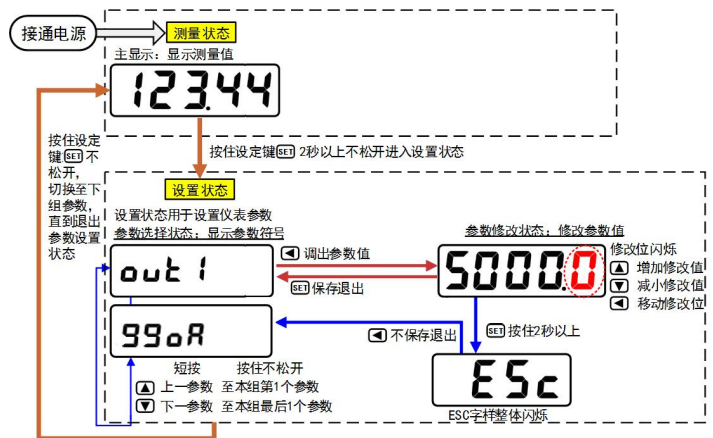 接通电源
测量状态
主显示：显示测量值
123.44
按住设定键SET 2秒以上不松开进入设置状态
按住设定
键SET不
松开，
切换至下
组参数，
直到退出
参数设置
状态
设置状态
设置状态用于设置仪表参数
参数选择状态：显示参数符号
参数修改状态：修改参数值
out1
◀ 调出参数值
SET保存退出
5000.0
修改位闪烁
▲ 增加修改值
▼ 减小修改值
◀ 移动修改位
ggoA
◀ 不保存退出
SET 按住2秒以上
短按 按住不松开
▲ 上一参数 至本组第1个参数
▼ 下一参数 至本组最后1个参数
ESc
ESC字样整体闪烁